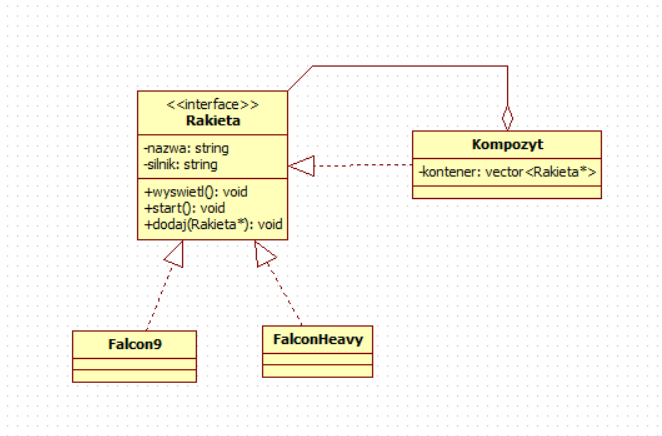 <<interface>>
Rakieta
-nazwa: string
-silnik: string
+wyswietl(): void
+start(): void
+dodaj(Rakieta*): void
Kompozyt
-kontener: vector<Rakieta*>
Falcon9
FalconHeavy